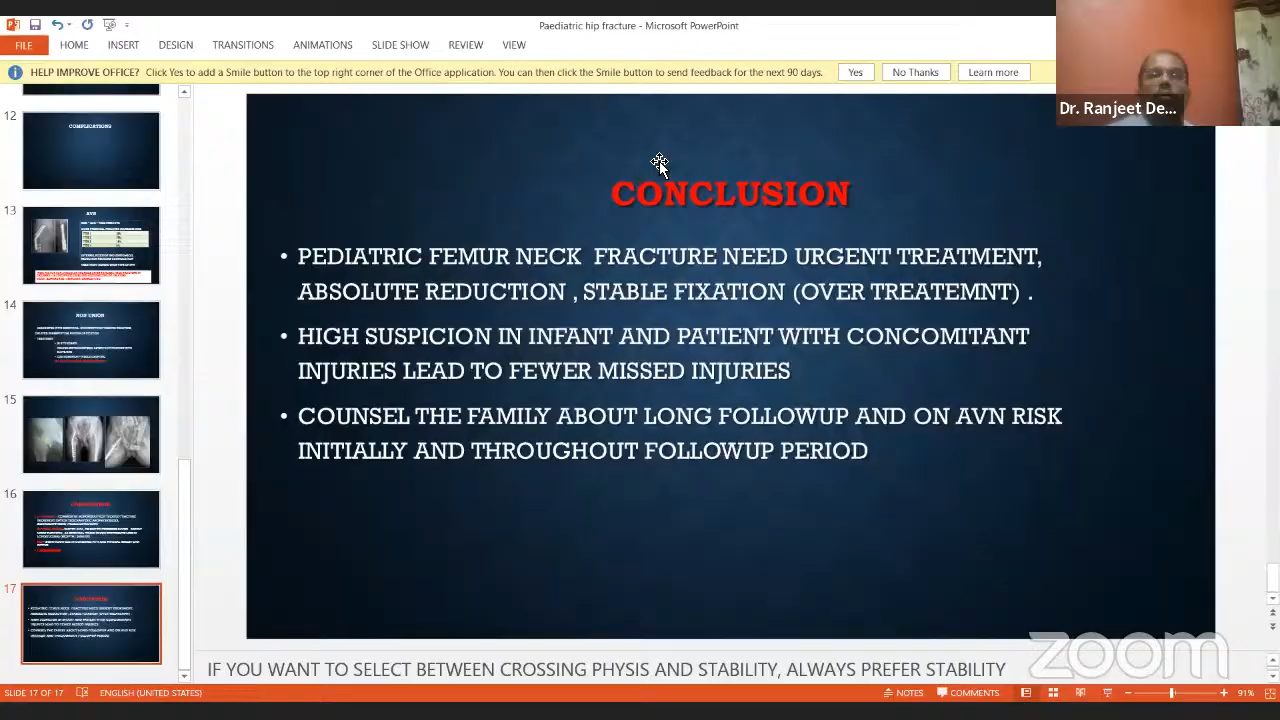 Paediatric hip fracture - Microsoft PowerPoint
FILE HOME INSERT DESIGN TRANSITIONS ANIMATIONS SLIDE SHOW REVIEW VIEW
HELP IMPROVE OFFICE? Click Yes to add a Smile button to the top right corner of the Office application. You can then click the Smile button to send feedback for the next 90 days. Yes No Thanks Learn more
Dr. Ranjeet De...
12
COMPLICATIONS
13
AVN
14
NON UNION
15
16
17
CONCLUSION
CONCLUSION
• PEDIATRIC FEMUR NECK FRACTURE NEED URGENT TREATMENT,
ABSOLUTE REDUCTION , STABLE FIXATION (OVER TREATEMNT) .
• HIGH SUSPICION IN INFANT AND PATIENT WITH CONCOMITANT
INJURIES LEAD TO FEWER MISSED INJURIES
• COUNSEL THE FAMILY ABOUT LONG FOLLOWUP AND ON AVN RISK
INITIALLY AND THROUGHOUT FOLLOWUP PERIOD
zoom
IF YOU WANT TO SELECT BETWEEN CROSSING PHYSIS AND STABILITY, ALWAYS PREFER STABILITY
SLIDE 17 OF 17 ENGLISH (UNITED STATES) NOTES COMMENTS 91%